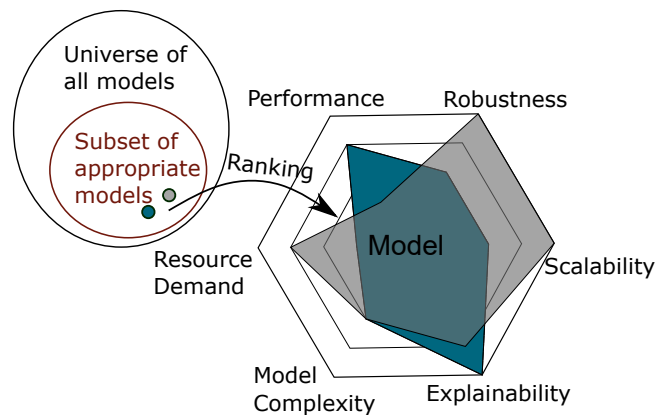 Universe of
all models
Subset of
appropriate
models
Ranking
Performance
Robustness
Model
Resource
Demand
Scalability
Model
Complexity
Explainability